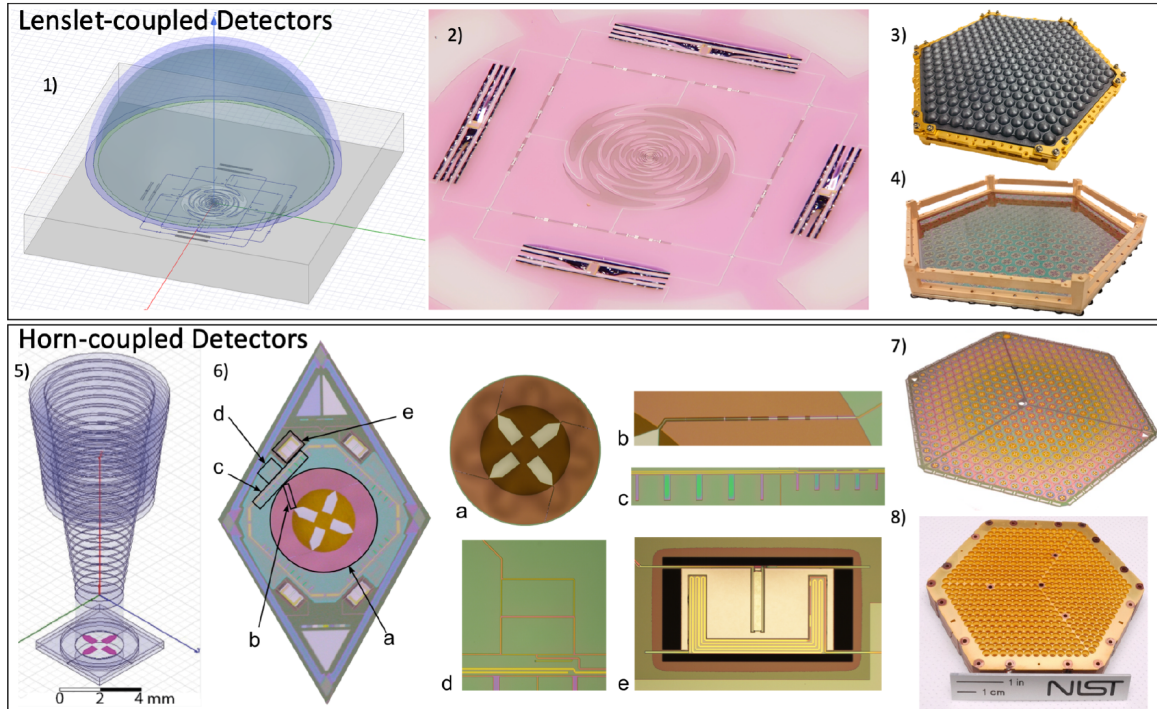 Lenslet-coupled Detectors
1)
2)
3)
4)
Horn-coupled Detectors
5)
6)
7)
8)
d
e
c
b
a
a
b
c
d
e
0 2 4 mm
1 in
1 cm
NIST